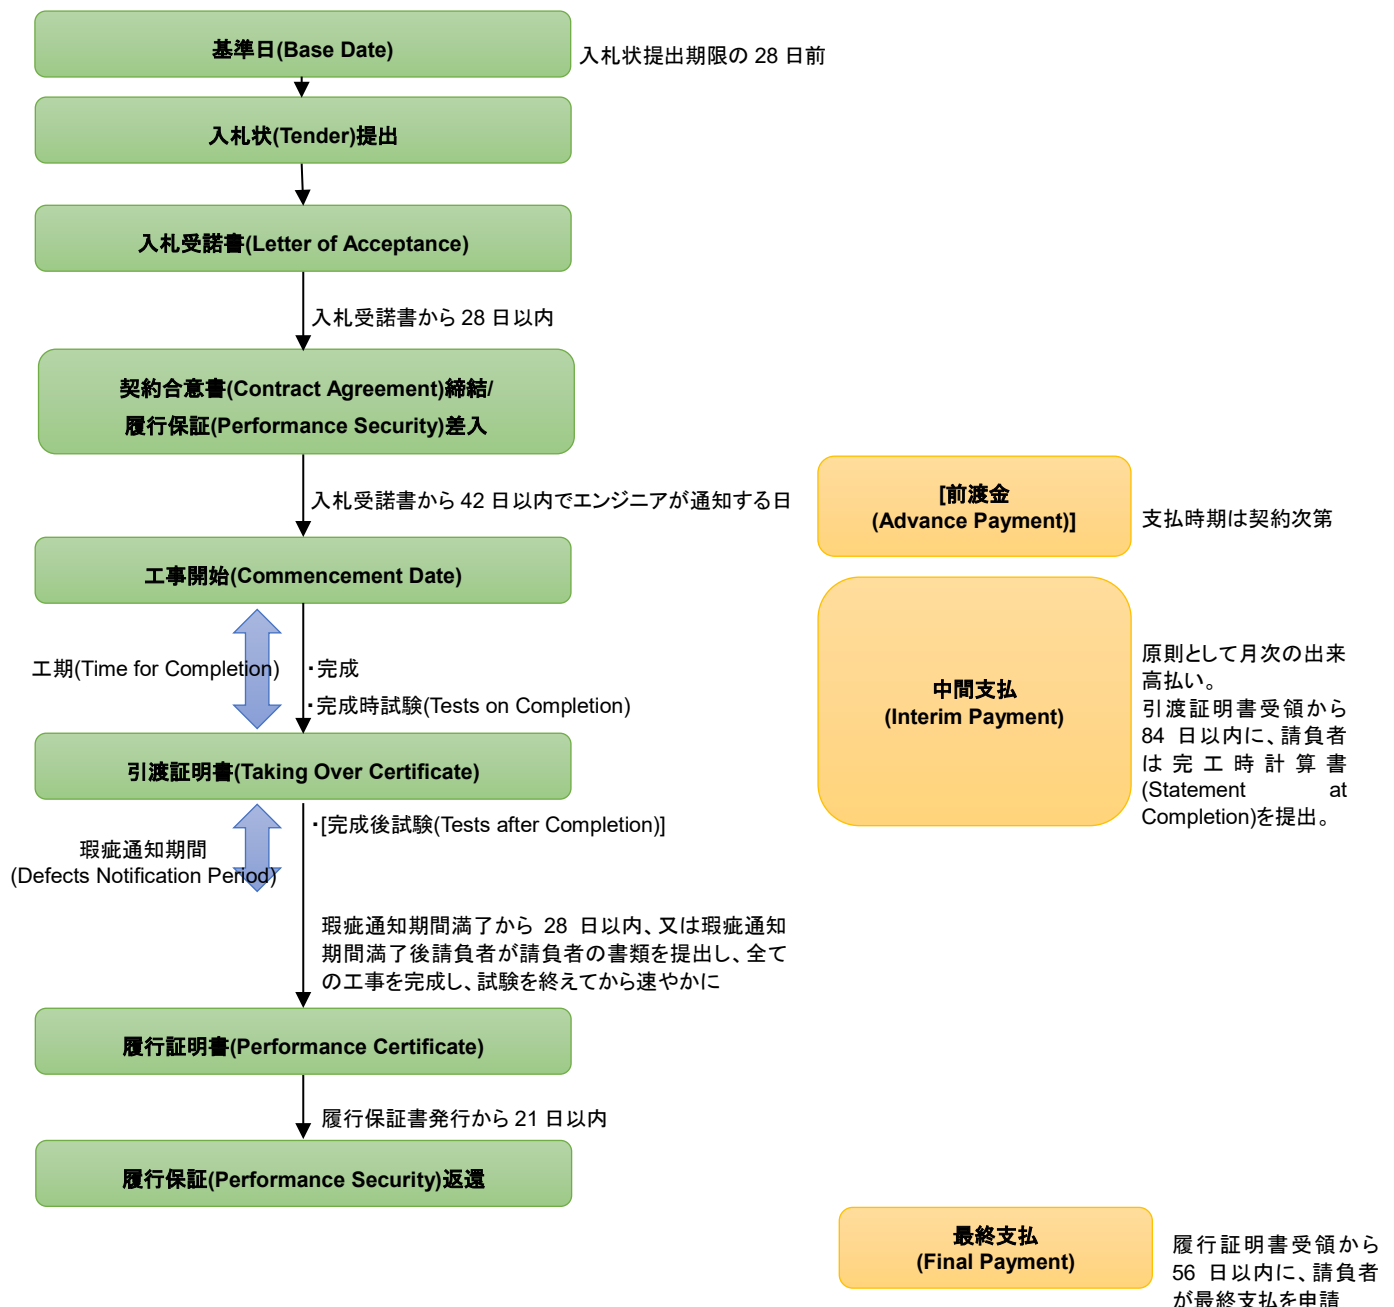 基準日(Base Date)
入札状提出期限の 28 日前
入札状(Tender)提出
入札受諾書(Letter of Acceptance)
入札受諾書から 28 日以内
契約合意書(Contract Agreement)締結/
履行保証(Performance Security)差入
入札受諾書から 42 日以内でエンジニアが通知する日
[前渡金
(Advance Payment)]
支払時期は契約次第
工事開始(Commencement Date)
工期(Time for Completion)
・完成
・完成時試験(Tests on Completion)
中間支払
(Interim Payment)
原則として月次の出来
高払い。
引渡証明書受領から
84 日以内に、請負者
は完工時計算書
(Statement at
Completion)を提出。
引渡証明書(Taking Over Certificate)
・[完成後試験(Tests after Completion)]
瑕疵通知期間
(Defects Notification Period)
瑕疵通知期間満了から 28 日以内、又は瑕疵通知
期間満了後請負者が請負者の書類を提出し、全て
の工事を完成し、試験を終えてから速やかに
履行証明書(Performance Certificate)
履行保証書発行から 21 日以内
履行保証(Performance Security)返還
最終支払
(Final Payment)
履行証明書受領から
56 日以内に、請負者
が最終支払を申請